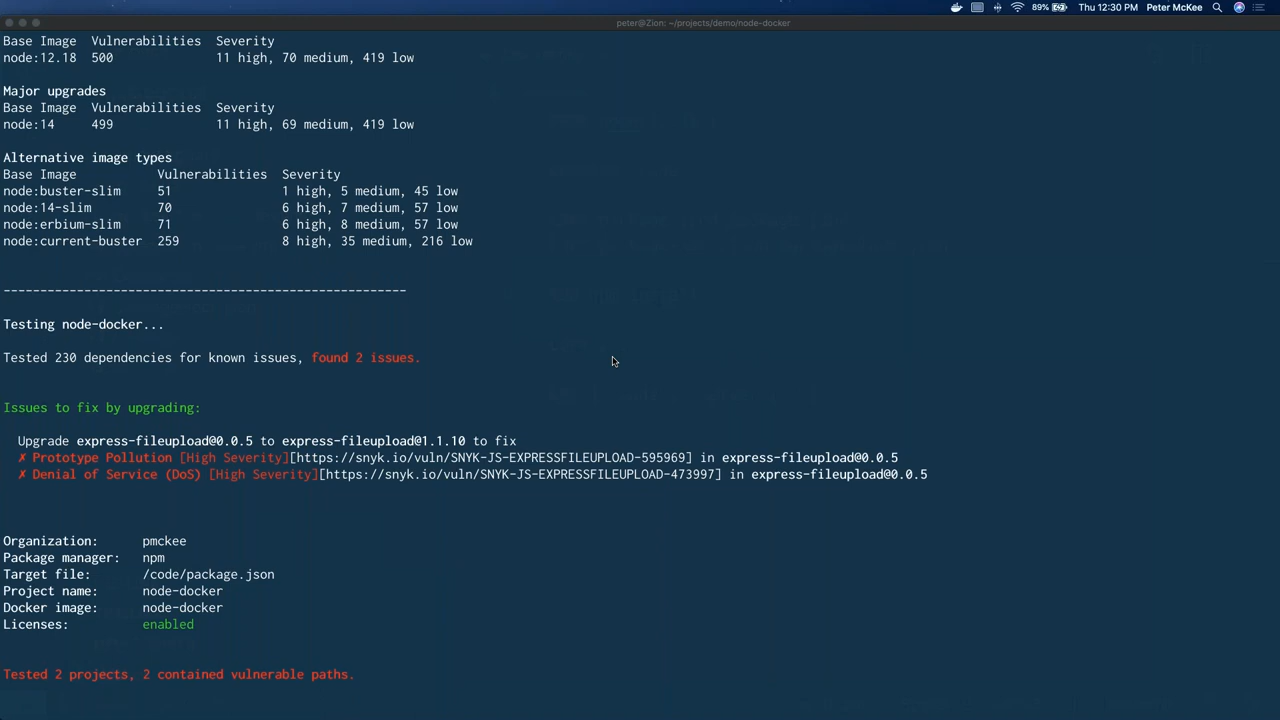 89% Thu 12:30 PM Peter McKee
peter@Zion: ~/projects/demo/node-docker
Base Image Vulnerabilities Severity
node:12.18 500 11 high, 70 medium, 419 low
Major upgrades
Base Image Vulnerabilities Severity
node:14 499 11 high, 69 medium, 419 low
Alternative image types
Base Image Vulnerabilities Severity
node:buster-slim 51 1 high, 5 medium, 45 low
node:14-slim 70 6 high, 7 medium, 57 low
node:erbium-slim 71 6 high, 8 medium, 57 low
node:current-buster 259 8 high, 35 medium, 216 low
-------------------------------------------------------
Testing node-docker...
Tested 230 dependencies for known issues, found 2 issues.
Issues to fix by upgrading:
Upgrade express-fileupload@0.0.5 to express-fileupload@1.1.10 to fix
✗ Prototype Pollution [High Severity][https://snyk.io/vuln/SNYK-JS-EXPRESSFILEUPLOAD-595969] in express-fileupload@0.0.5
✗ Denial of Service (DoS) [High Severity][https://snyk.io/vuln/SNYK-JS-EXPRESSFILEUPLOAD-473997] in express-fileupload@0.0.5
Organization: pmckee
Package manager: npm
Target file: /code/package.json
Project name: node-docker
Docker image: node-docker
Licenses: enabled
Tested 2 projects, 2 contained vulnerable paths.